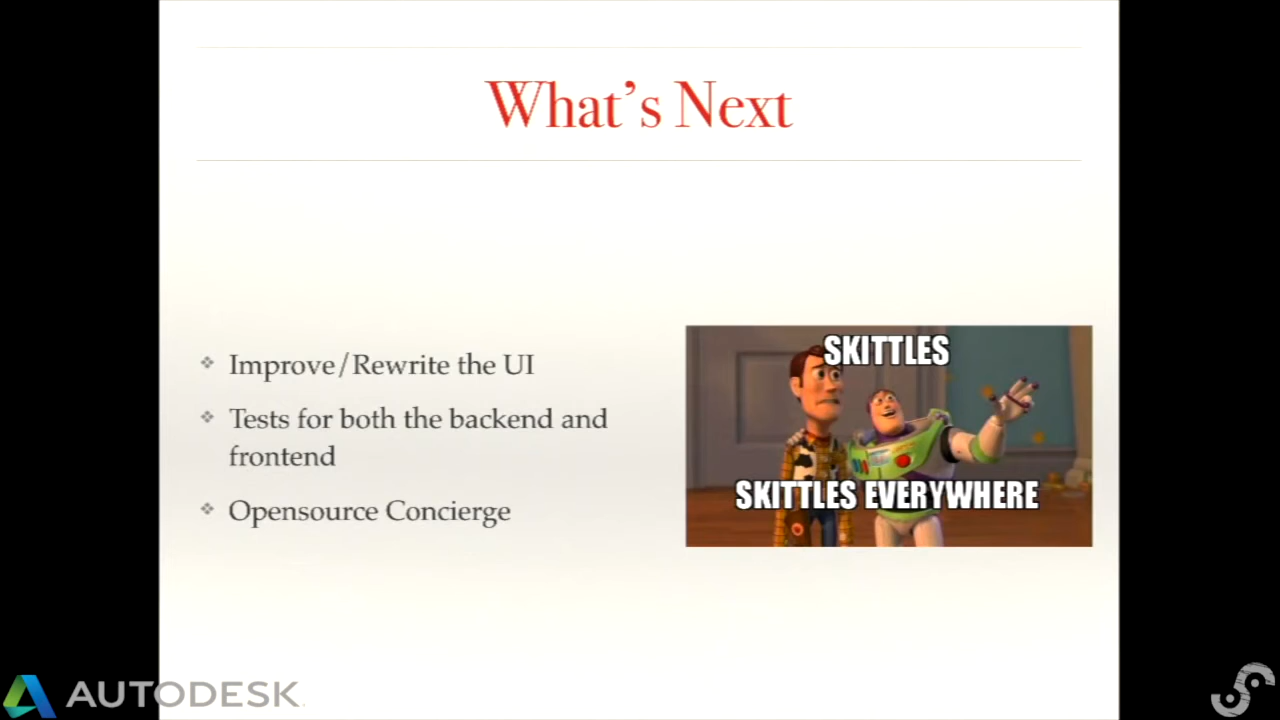 What's Next
Improve/Rewrite the UI
Tests for both the backend and
frontend
Opensource Concierge
SKITTLES
SKITTLES EVERYWHERE
AUTODESK